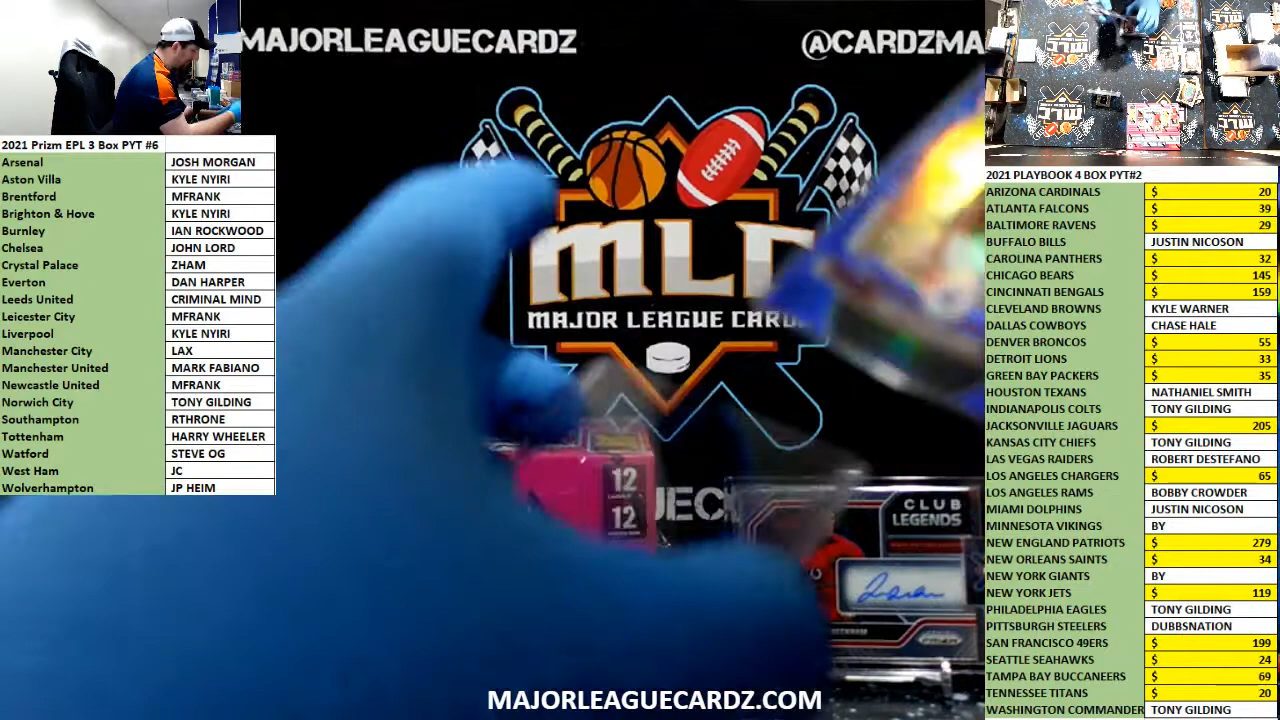 MAJORLEAGUECARDZ
@CARDZMA
2021 Prizm EPL 3 Box PYT #6
Arsenal JOSH MORGAN
Aston Villa KYLE NYIRI
Brentford MFRANK
Brighton & Hove KYLE NYIRI
Burnley IAN ROCKWOOD
Chelsea JOHN LORD
Crystal Palace ZHAM
Everton DAN HARPER
Leeds United CRIMINAL MIND
Leicester City MFRANK
Liverpool KYLE NYIRI
Manchester City LAX
Manchester United MARK FABIANO
Newcastle United MFRANK
Norwich City TONY GILDING
Southampton RTHRONE
Tottenham HARRY WHEELER
Watford STEVE OG
West Ham JC
Wolverhampton JP HEIM
MAJOR LEAGUE CARD
12
12
CLUB
LEGENDS
PRIZM
MAJORLEAGUECARDZ.COM
2021 PLAYBOOK 4 BOX PYT#2
ARIZONA CARDINALS $ 20
ATLANTA FALCONS $ 39
BALTIMORE RAVENS $ 29
BUFFALO BILLS JUSTIN NICOSON
CAROLINA PANTHERS $ 32
CHICAGO BEARS $ 145
CINCINNATI BENGALS $ 159
CLEVELAND BROWNS KYLE WARNER
DALLAS COWBOYS CHASE HALE
DENVER BRONCOS $ 55
DETROIT LIONS $ 33
GREEN BAY PACKERS $ 35
HOUSTON TEXANS NATHANIEL SMITH
INDIANAPOLIS COLTS TONY GILDING
JACKSONVILLE JAGUARS $ 205
KANSAS CITY CHIEFS TONY GILDING
LAS VEGAS RAIDERS ROBERT DESTEFANO
LOS ANGELES CHARGERS $ 65
LOS ANGELES RAMS BOBBY CROWDER
MIAMI DOLPHINS JUSTIN NICOSON
MINNESOTA VIKINGS BY
NEW ENGLAND PATRIOTS $ 279
NEW ORLEANS SAINTS $ 34
NEW YORK GIANTS BY
NEW YORK JETS $ 119
PHILADELPHIA EAGLES TONY GILDING
PITTSBURGH STEELERS DUBBSNATION
SAN FRANCISCO 49ERS $ 199
SEATTLE SEAHAWKS $ 24
TAMPA BAY BUCCANEERS $ 69
TENNESSEE TITANS $ 20
WASHINGTON COMMANDER TONY GILDING